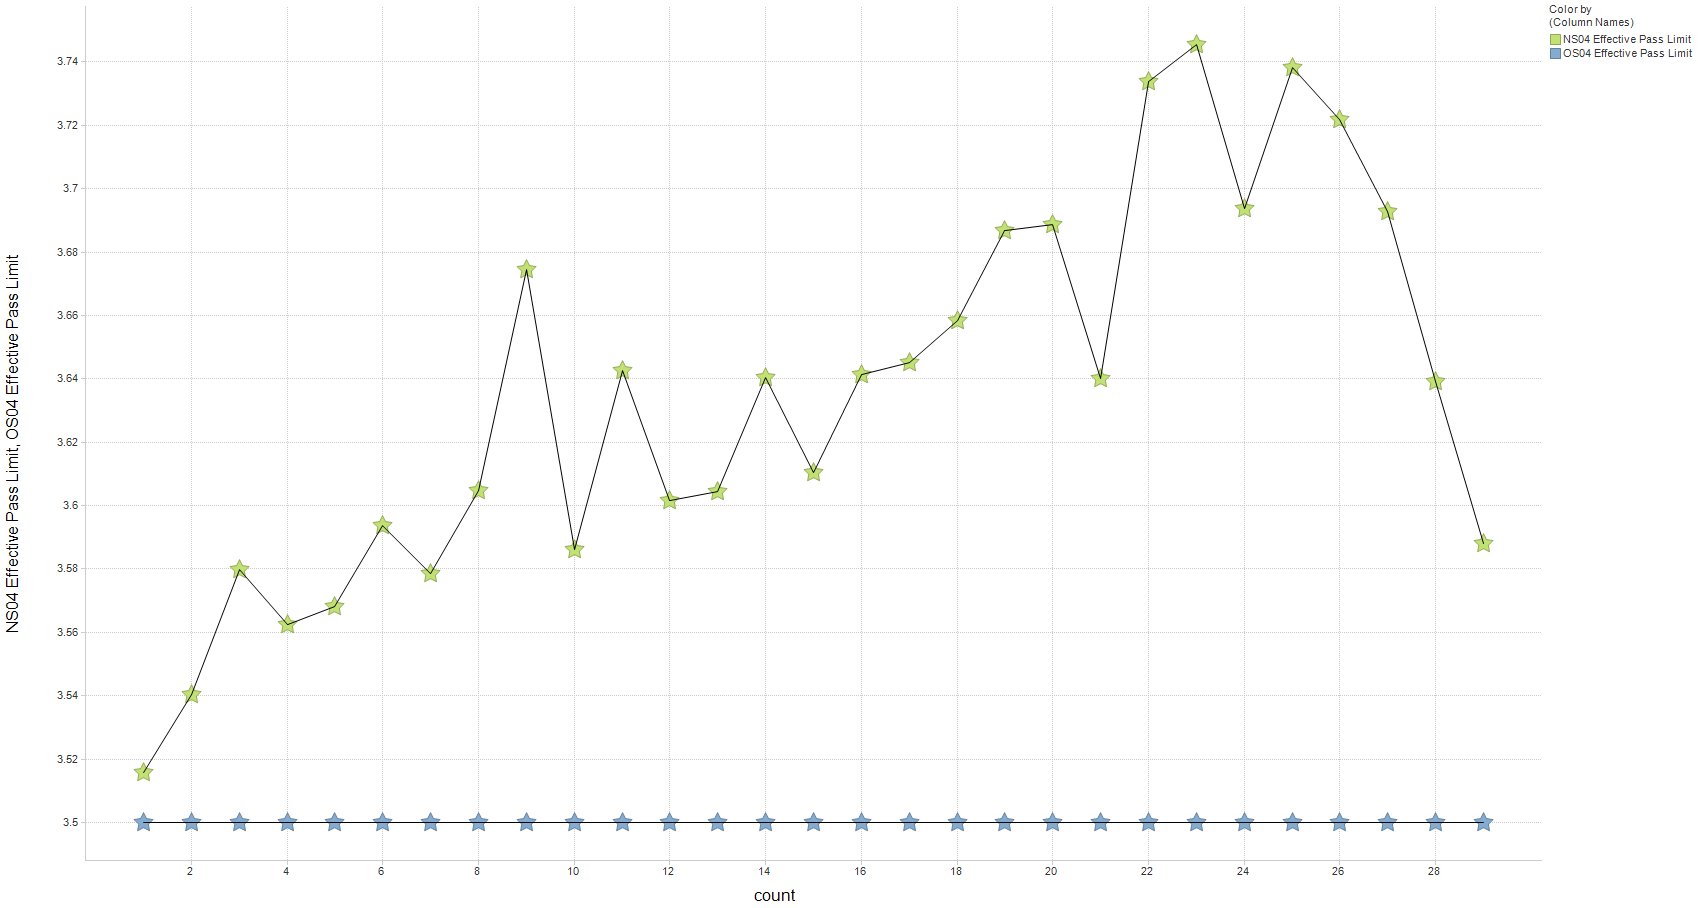 Color by
(Column Names)
NS04 Effective Pass Limit
OS04 Effective Pass Limit
NS04 Effective Pass Limit, OS04 Effective Pass Limit
3.74
3.72
3.7
3.68
3.66
3.64
3.62
3.6
3.58
3.56
3.54
3.52
3.5
2 4 6 8 10 12 14 16 18 20 22 24 26 28
count